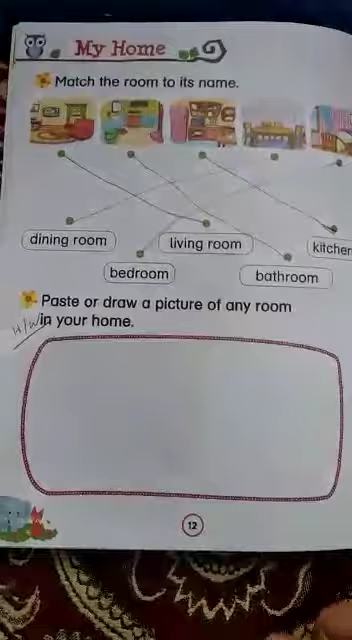 My Home
Match the room to its name.
dining room
living room
kitchen
bedroom
bathroom
Paste or draw a picture of any room
H/W in your home.
12